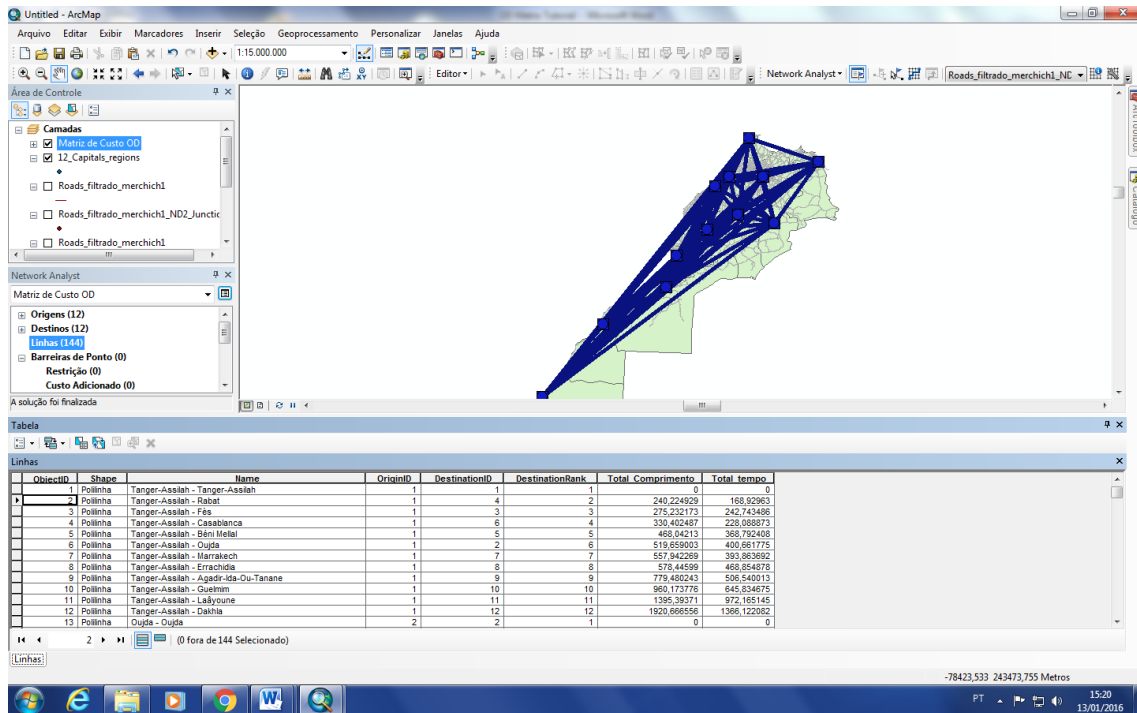 Untitled - ArcMap
Arquivo Editar Exibir Marcadores Inserir Seleção Geoprocessamento Personalizar Janelas Ajuda
1:15.000.000
Editor Network Analyst Roads_filtrado_merchich1_NE
Área de Controle
Camadas
Matriz de Custo OD
12_Capitals_regions
Roads_filtrado_merchich1
Roads_filtrado_merchich1_ND2_Junctic
Roads_filtrado_merchich1
Network Analyst
Matriz de Custo OD
Origens (12)
Destinos (12)
Linhas (144)
Barreiras de Ponto (0)
Restrição (0)
Custo Adicionado (0)
A solução foi finalizada
ArcToolbox
Catálogo
Tabela
Linhas
ObjectID Shape Name OriginID DestinationID DestinationRank Total_Comprimento Total_tempo
1 Polilinha Tanger-Assilah - Tanger-Assilah 1 1 1 0 0
2 Polilinha Tanger-Assilah - Rabat 1 4 2 240,224929 168,92963
3 Polilinha Tanger-Assilah - Fès 1 3 3 275,232173 242,743486
4 Polilinha Tanger-Assilah - Casablanca 1 6 4 330,402487 228,088873
5 Polilinha Tanger-Assilah - Béni Mellal 1 5 5 468,04213 368,792408
6 Polilinha Tanger-Assilah - Oujda 1 2 6 519,659003 400,661775
7 Polilinha Tanger-Assilah - Marrakech 1 7 7 557,942269 393,863692
8 Polilinha Tanger-Assilah - Errachidia 1 8 8 578,44599 468,854878
9 Polilinha Tanger-Assilah - Agadir-Ida-Ou-Tanane 1 9 9 779,480243 506,540013
10 Polilinha Tanger-Assilah - Guelmim 1 10 10 960,173776 645,834675
11 Polilinha Tanger-Assilah - Laâyoune 1 11 11 1395,39371 972,165145
12 Polilinha Tanger-Assilah - Dakhla 1 12 12 1920,666556 1366,122082
13 Polilinha Oujda - Oujda 2 2 1 0 0
2 (0 fora de 144 Selecionado)
Linhas
-78423,533 243473,755 Metros
PT 15:20
13/01/2016